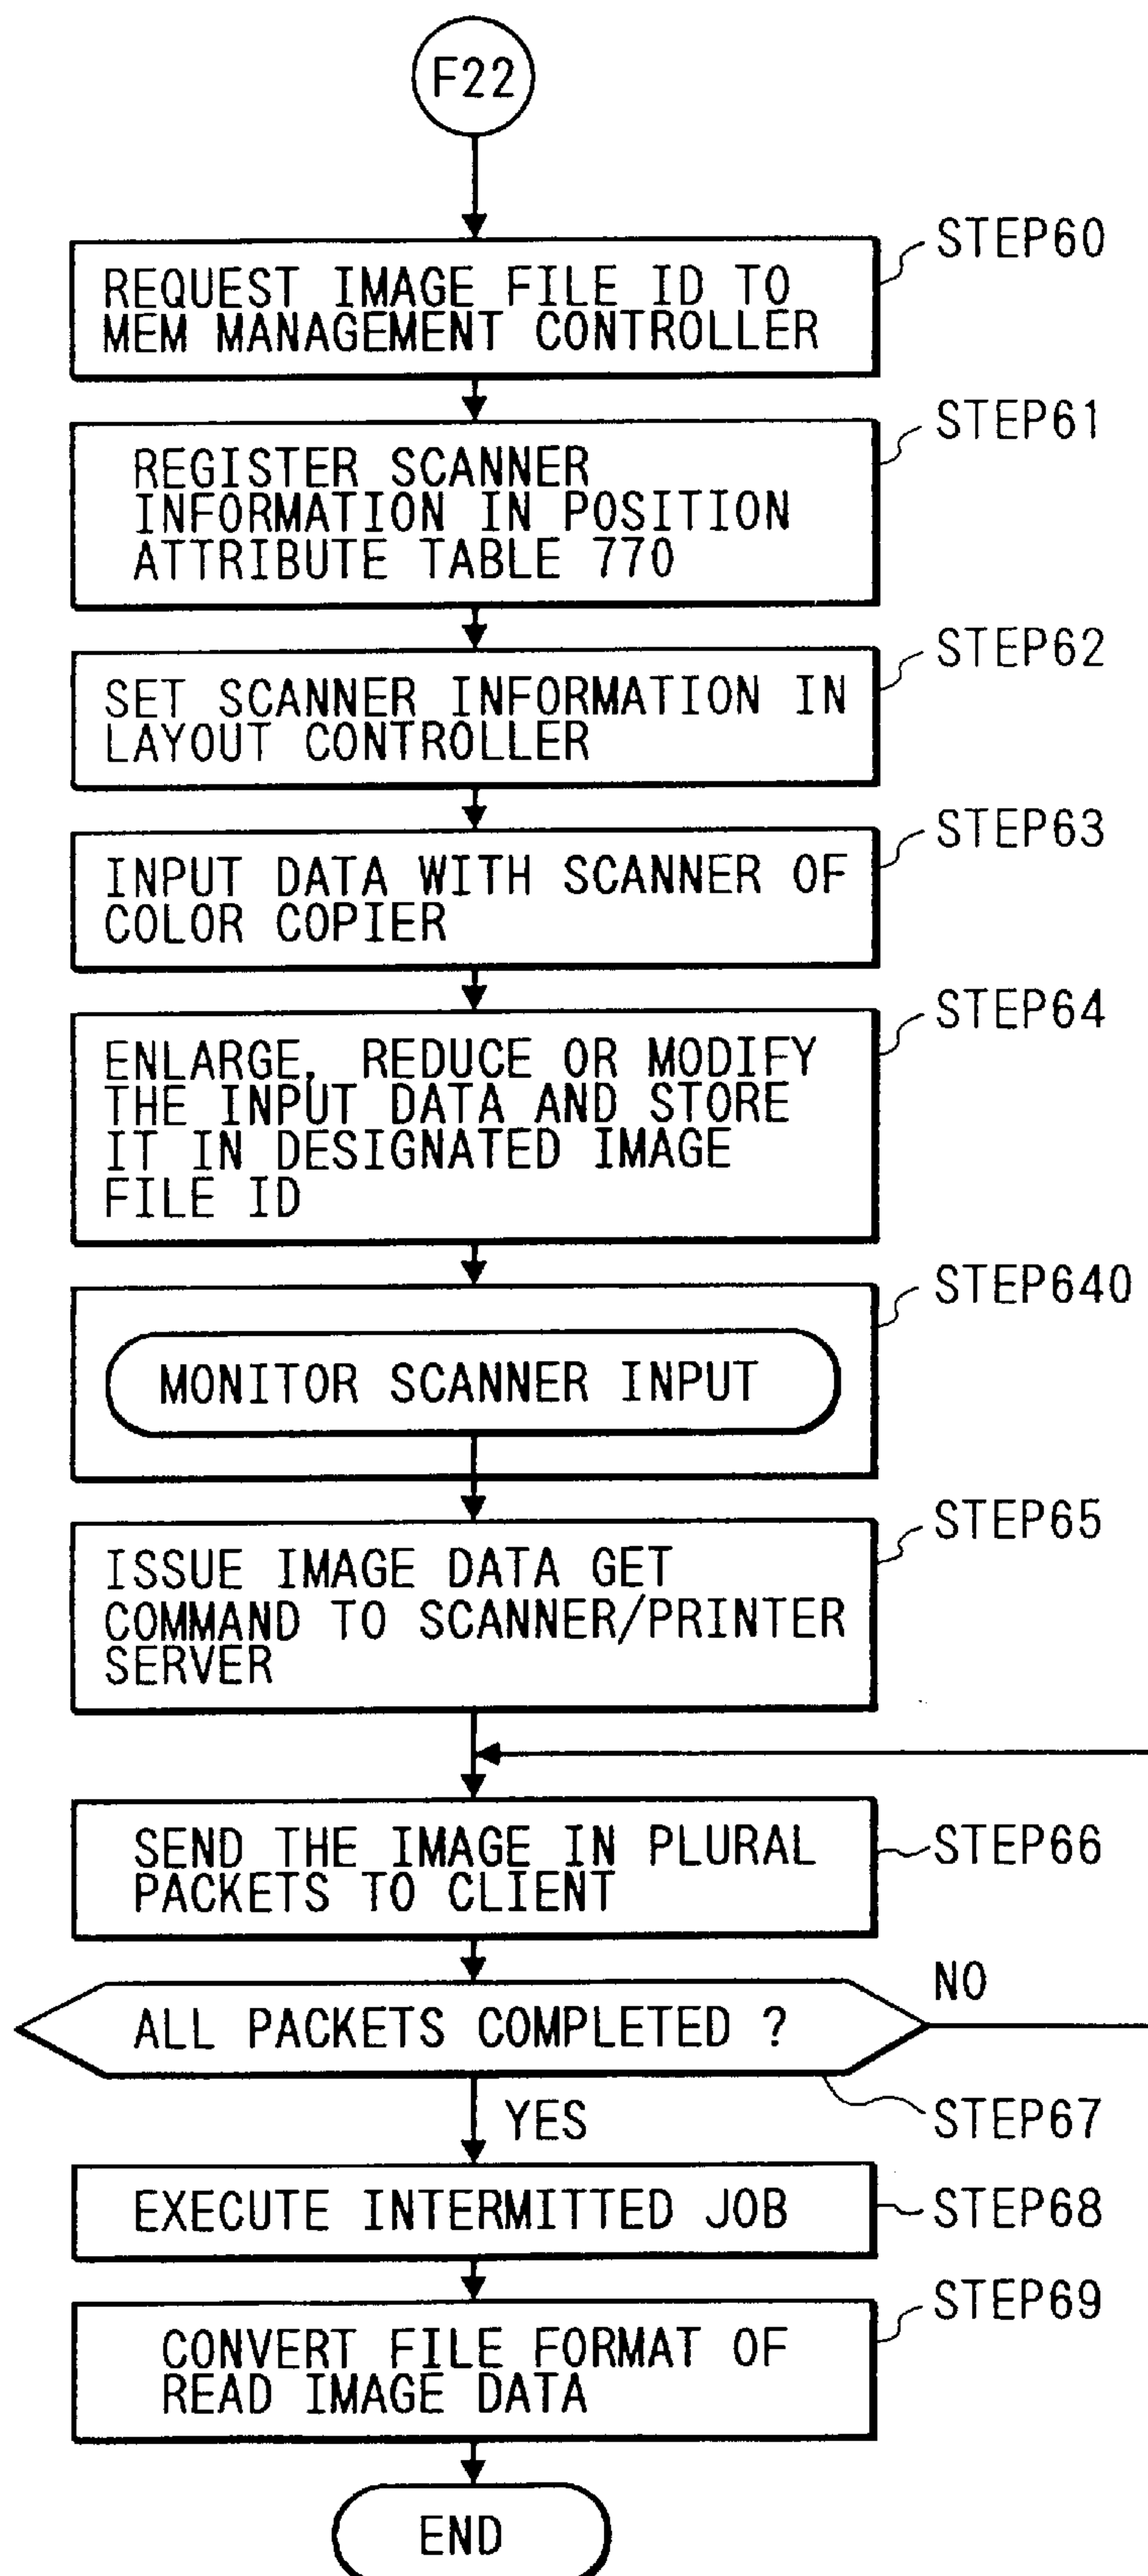 F22
STEP60
REQUEST IMAGE FILE ID TO
MEM MANAGEMENT CONTROLLER
STEP61
REGISTER SCANNER
INFORMATION IN POSITION
ATTRIBUTE TABLE 770
STEP62
SET SCANNER INFORMATION IN
LAYOUT CONTROLLER
STEP63
INPUT DATA WITH SCANNER OF
COLOR COPIER
STEP64
ENLARGE, REDUCE OR MODIFY
THE INPUT DATA AND STORE
IT IN DESIGNATED IMAGE
FILE ID
STEP640
MONITOR SCANNER INPUT
STEP65
ISSUE IMAGE DATA GET
COMMAND TO SCANNER/PRINTER
SERVER
STEP66
SEND THE IMAGE IN PLURAL
PACKETS TO CLIENT
NO
ALL PACKETS COMPLETED ?
YES
STEP67
EXECUTE INTERMITTED JOB
STEP68
STEP69
CONVERT FILE FORMAT OF
READ IMAGE DATA
END